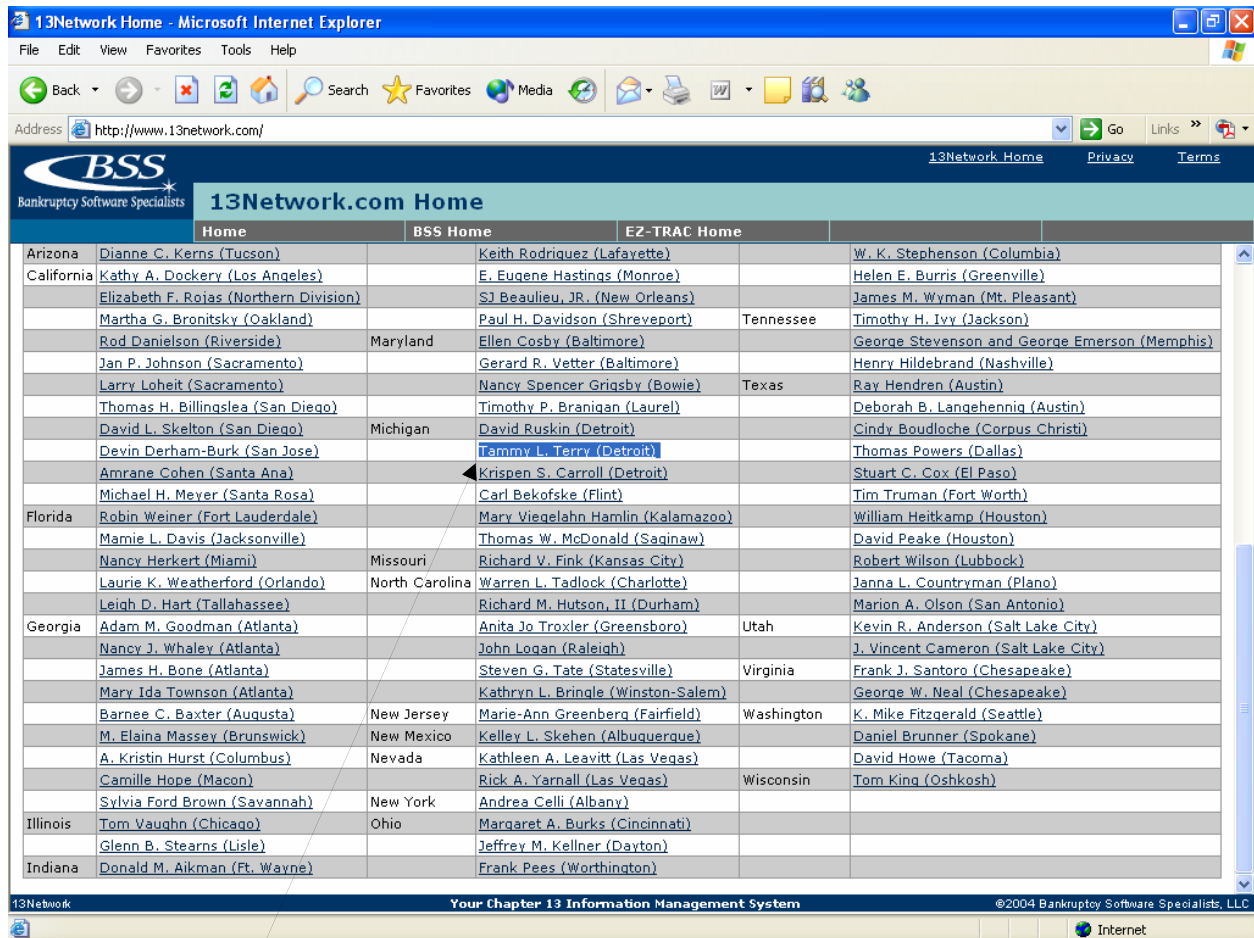 13Network Home - Microsoft Internet Explorer
File Edit View Favorites Tools Help
Back Search Favorites Media
Address http://www.13network.com/ Go Links »
13Network Home Privacy Terms
BSS
Bankruptcy Software Specialists
13Network.com Home
Home BSS Home EZ-TRAC Home
Arizona Dianne C. Kerns (Tucson) Keith Rodriguez (Lafayette) W. K. Stephenson (Columbia)
California Kathy A. Dockery (Los Angeles) E. Eugene Hastings (Monroe) Helen E. Burris (Greenville)
Elizabeth F. Rojas (Northern Division) SJ Beaulieu, JR. (New Orleans) James M. Wyman (Mt. Pleasant)
Martha G. Bronitsky (Oakland) Paul H. Davidson (Shreveport) Tennessee Timothy H. Ivy (Jackson)
Rod Danielson (Riverside) Maryland Ellen Cosby (Baltimore) George Stevenson and George Emerson (Memphis)
Jan P. Johnson (Sacramento) Gerard R. Vetter (Baltimore) Henry Hildebrand (Nashville)
Larry Loheit (Sacramento) Nancy Spencer Grigsby (Bowie) Texas Ray Hendren (Austin)
Thomas H. Billingslea (San Diego) Timothy P. Branigan (Laurel) Deborah B. Langehennig (Austin)
David L. Skelton (San Diego) Michigan David Ruskin (Detroit) Cindy Boudloche (Corpus Christi)
Devin Derham-Burk (San Jose) Tammy L. Terry (Detroit) Thomas Powers (Dallas)
Amrane Cohen (Santa Ana) Krispen S. Carroll (Detroit) Stuart C. Cox (El Paso)
Michael H. Meyer (Santa Rosa) Carl Bekofske (Flint) Tim Truman (Fort Worth)
Florida Robin Weiner (Fort Lauderdale) Mary Viegelahn Hamlin (Kalamazoo) William Heitkamp (Houston)
Mamie L. Davis (Jacksonville) Thomas W. McDonald (Saginaw) David Peake (Houston)
Nancy Herkert (Miami) Missouri Richard V. Fink (Kansas City) Robert Wilson (Lubbock)
Laurie K. Weatherford (Orlando) North Carolina Warren L. Tadlock (Charlotte) Janna L. Countryman (Plano)
Leigh D. Hart (Tallahassee) Richard M. Hutson, II (Durham) Marion A. Olson (San Antonio)
Georgia Adam M. Goodman (Atlanta) Anita Jo Troxler (Greensboro) Utah Kevin R. Anderson (Salt Lake City)
Nancy J. Whaley (Atlanta) John Logan (Raleigh) J. Vincent Cameron (Salt Lake City)
James H. Bone (Atlanta) Steven G. Tate (Statesville) Virginia Frank J. Santoro (Chesapeake)
Mary Ida Townson (Atlanta) Kathryn L. Bringle (Winston-Salem) George W. Neal (Chesapeake)
Barnee C. Baxter (Augusta) New Jersey Marie-Ann Greenberg (Fairfield) Washington K. Mike Fitzgerald (Seattle)
M. Elaina Massey (Brunswick) New Mexico Kelley L. Skehen (Albuquerque) Daniel Brunner (Spokane)
A. Kristin Hurst (Columbus) Nevada Kathleen A. Leavitt (Las Vegas) David Howe (Tacoma)
Camille Hope (Macon) Rick A. Yarnall (Las Vegas) Wisconsin Tom King (Oshkosh)
Sylvia Ford Brown (Savannah) New York Andrea Celli (Albany)
Illinois Tom Vaughn (Chicago) Ohio Margaret A. Burks (Cincinnati)
Glenn B. Stearns (Lisle) Jeffrey M. Kellner (Dayton)
Indiana Donald M. Aikman (Ft. Wayne) Frank Pees (Worthington)
13Network Your Chapter 13 Information Management System ©2004 Bankruptcy Software Specialists, LLC
Internet